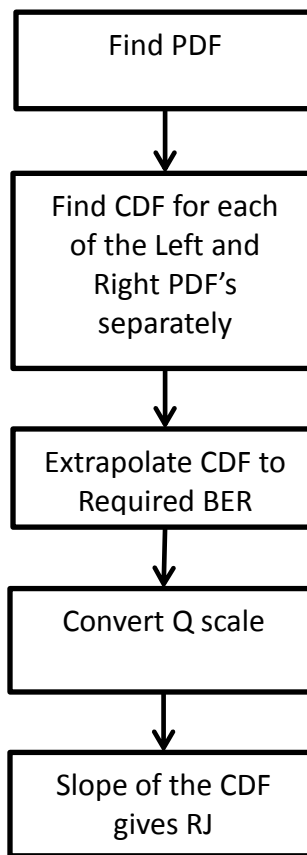 Find PDF
Find CDF for each
of the Left and
Right PDF's
separately
Extrapolate CDF to
Required BER
Convert Q scale
Slope of the CDF
gives RJ